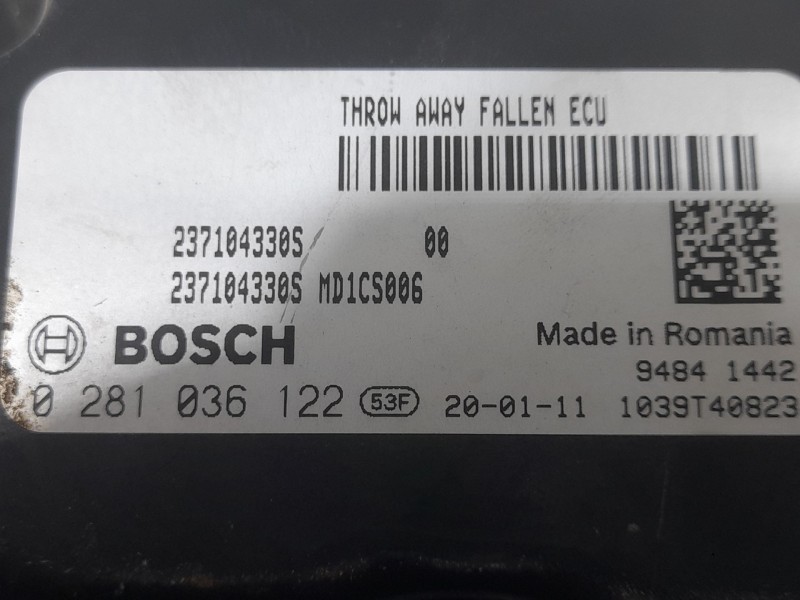 THROW AWAY FALLEN ECU
237104330S 00
237104330S MD1CS006
BOSCH
Made in Romania
9484 1442
0 281 036 122 53F 20-01-11 1039T40823